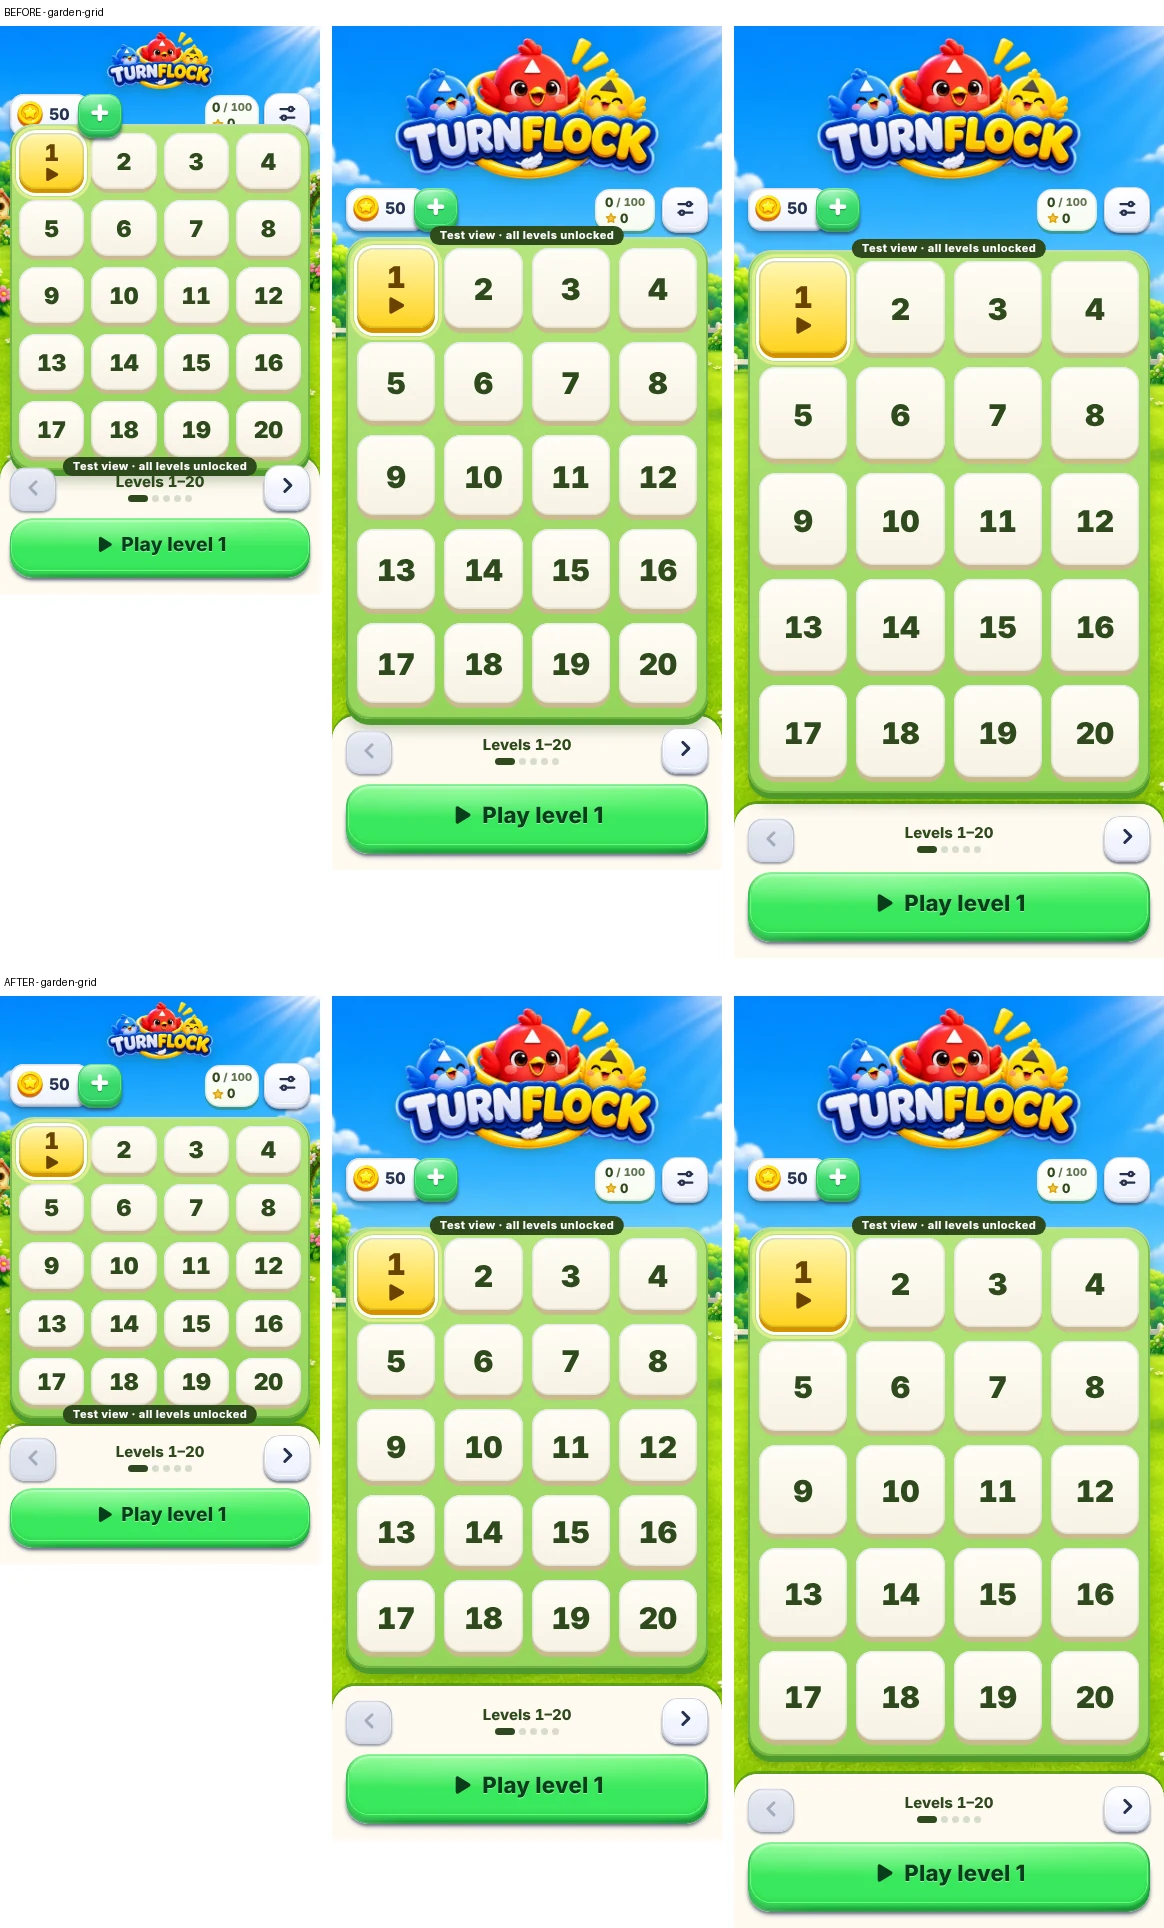 BEFORE - garden-grid
TURNFLOCK
50
0 / 100
0
1 2 3 4
5 6 7 8
9 10 11 12
13 14 15 16
17 18 19 20
Test view · all levels unlocked
Levels 1–20
Play level 1
TURNFLOCK
50
0 / 100
0
Test view · all levels unlocked
1 2 3 4
5 6 7 8
9 10 11 12
13 14 15 16
17 18 19 20
Levels 1–20
Play level 1
TURNFLOCK
50
0 / 100
0
Test view · all levels unlocked
1 2 3 4
5 6 7 8
9 10 11 12
13 14 15 16
17 18 19 20
Levels 1–20
Play level 1
AFTER - garden-grid
TURNFLOCK
50
0 / 100
0
1 2 3 4
5 6 7 8
9 10 11 12
13 14 15 16
17 18 19 20
Test view · all levels unlocked
Levels 1–20
Play level 1
TURNFLOCK
50
0 / 100
0
Test view · all levels unlocked
1 2 3 4
5 6 7 8
9 10 11 12
13 14 15 16
17 18 19 20
Levels 1–20
Play level 1
TURNFLOCK
50
0 / 100
0
Test view · all levels unlocked
1 2 3 4
5 6 7 8
9 10 11 12
13 14 15 16
17 18 19 20
Levels 1–20
Play level 1